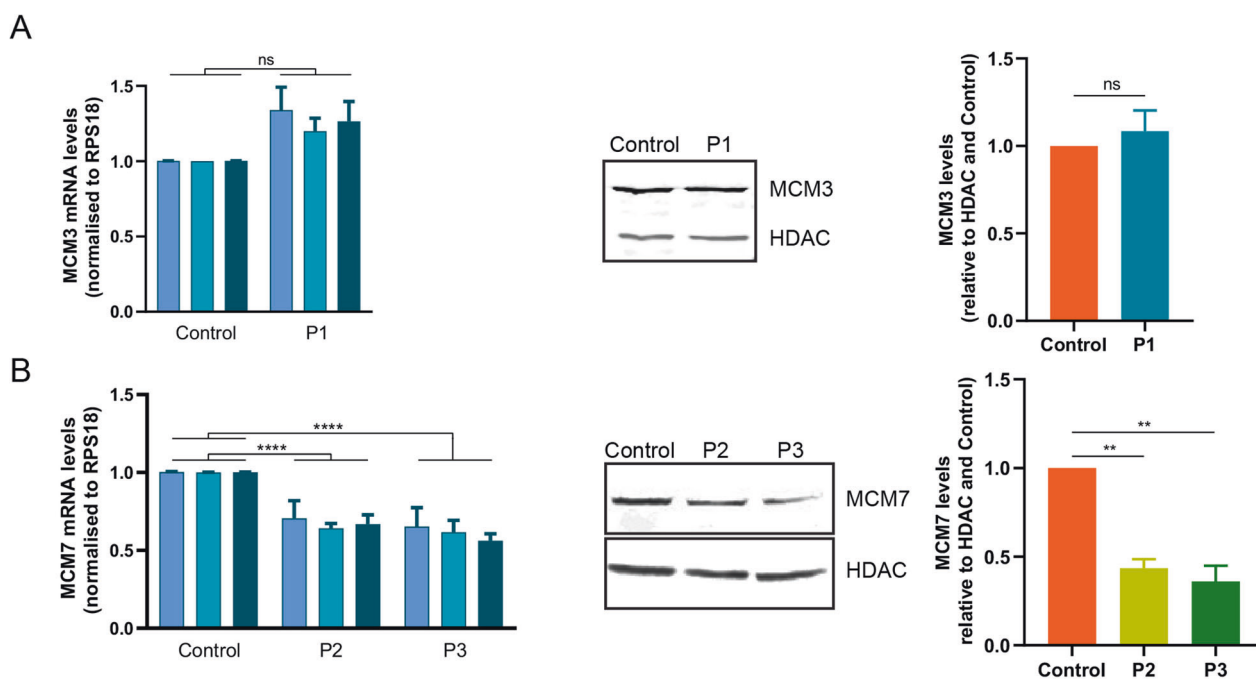 A
MCM3 mRNA levels
(normalised to RPS18)
1.5
1.0
0.5
0.0
ns
Control
P1
Control P1
MCM3
HDAC
MCM3 levels
(relative to HDAC and Control)
1.5
1.0
0.5
0.0
ns
Control
P1
B
MCM7 mRNA levels
(normalised to RPS18)
1.5
1.0
0.5
0.0
****
****
Control
P2
P3
Control P2 P3
MCM7
HDAC
MCM7 levels
relative to HDAC and Control)
1.5
1.0
0.5
0.0
**
**
Control
P2
P3